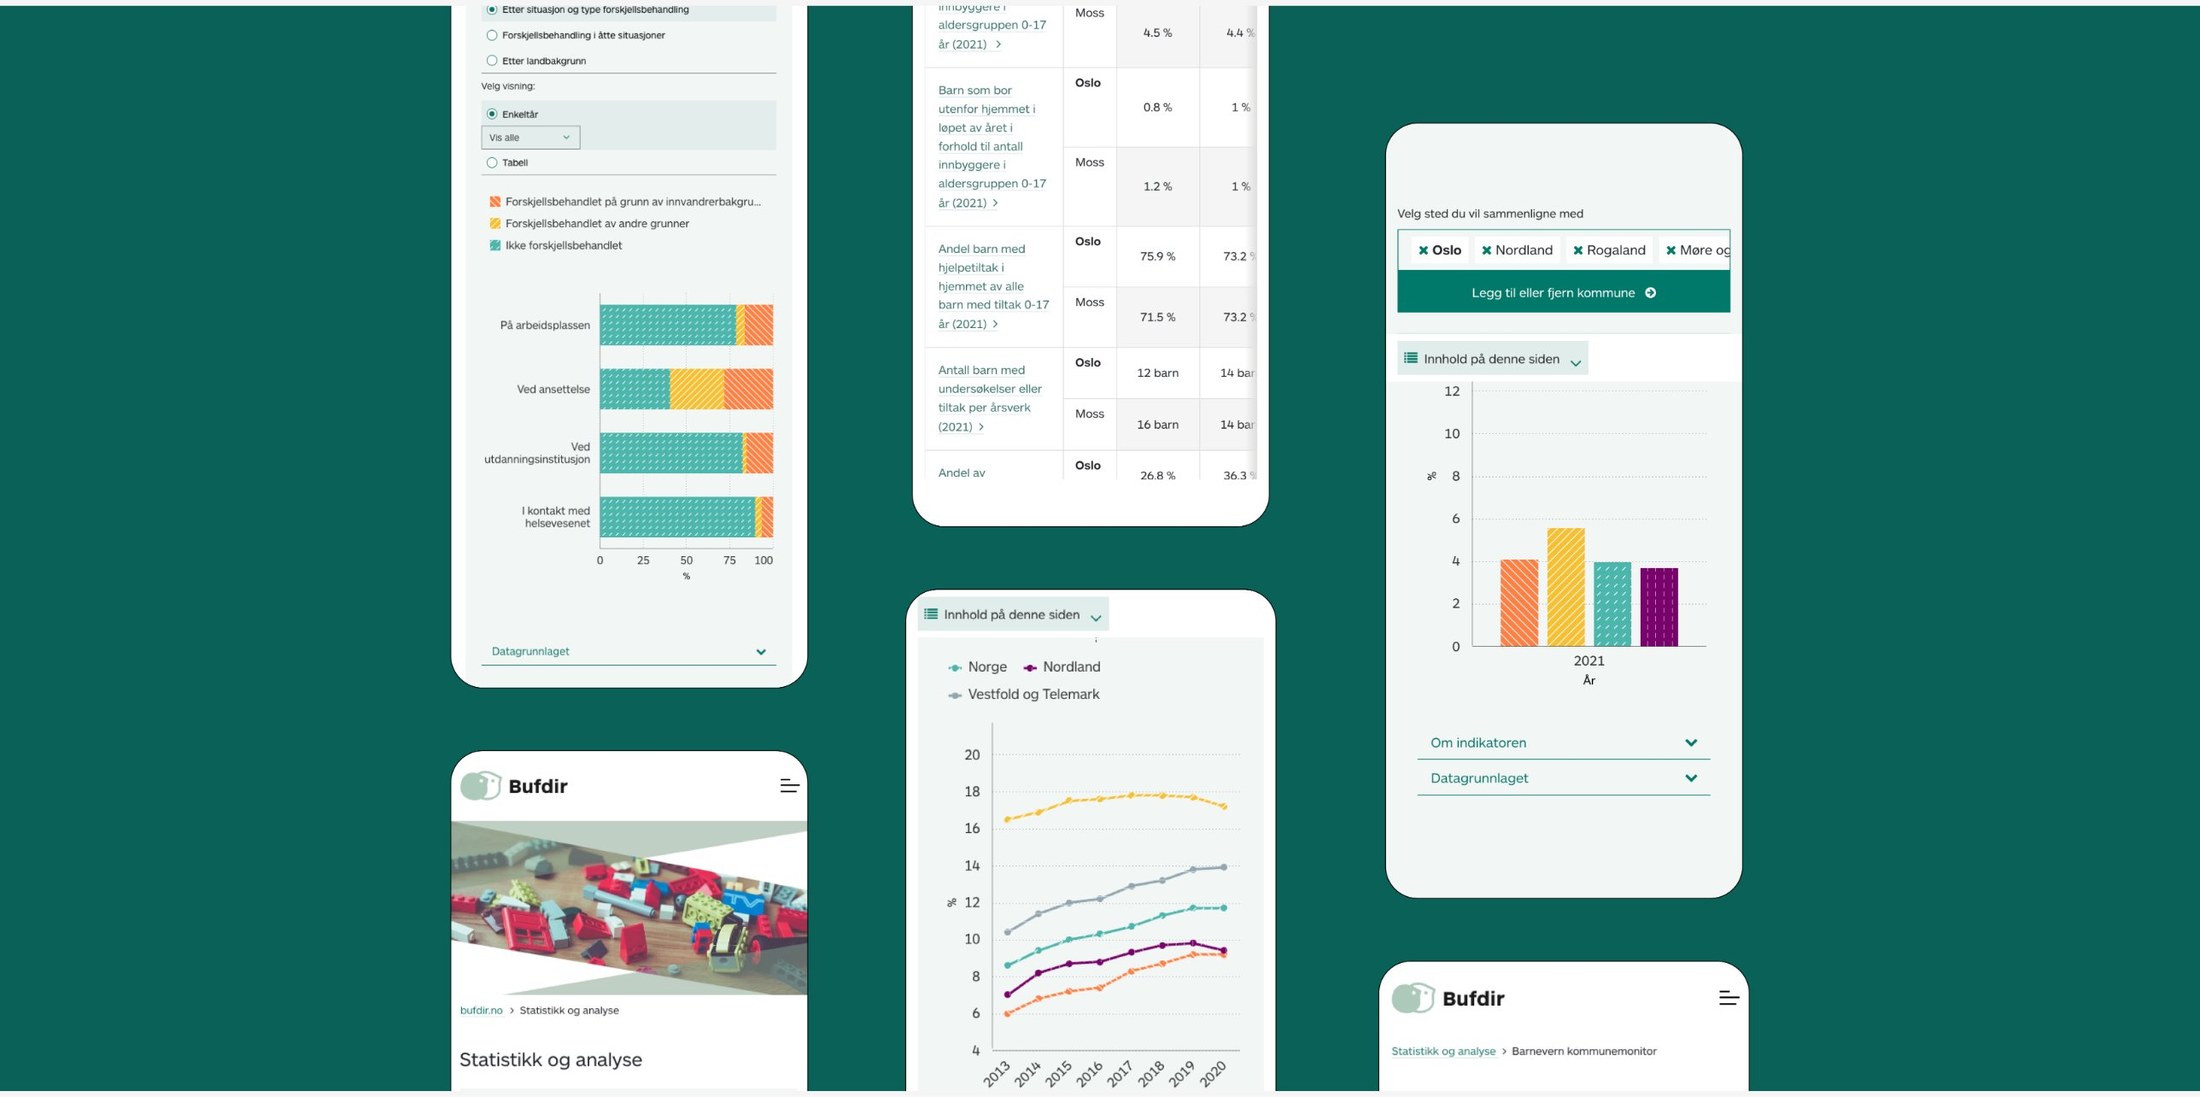 Etter situasjon og type forskjellsbehandling
Forskjellsbehandling i åtte situasjoner
Etter landbakgrunn
Velg visning:
Enkeltår
Vis alle
Tabell
Forskjellsbehandlet på grunn av innvandrerbakgru...
Forskjellsbehandlet av andre grunner
Ikke forskjellsbehandlet
På arbeidsplassen
Ved ansettelse
Ved
utdanningsinstitusjon
I kontakt med
helsevesenet
0 25 50 75 100
%
Datagrunnlaget
Bufdir
bufdir.no > Statistikk og analyse
Statistikk og analyse
innbyggere i
aldersgruppen 0-17
år (2021) >
Moss
4.5 % 4.4 %
Barn som bor
utenfor hjemmet i
løpet av året i
forhold til antall
innbyggere i
aldersgruppen 0-17
år (2021) >
Oslo
0.8 % 1 %
Moss
1.2 % 1 %
Andel barn med
hjelpetiltak i
hjemmet av alle
barn med tiltak 0-17
år (2021) >
Oslo
75.9 % 73.2 %
Moss
71.5 % 73.2 %
Antall barn med
undersøkelser eller
tiltak per årsverk
(2021) >
Oslo
12 barn 14 bar
Moss
16 barn 14 bar
Andel av
Oslo
26.8 % 36.3 %
Innhold på denne siden
Norge Nordland
Vestfold og Telemark
20
18
16
14
% 12
10
8
6
4
2013 2014 2015 2016 2017 2018 2019 2020
Velg sted du vil sammenligne med
Oslo Nordland Rogaland Møre og
Legg til eller fjern kommune
Innhold på denne siden
12
10
% 8
6
4
2
0
2021
År
Om indikatoren
Datagrunnlaget
Bufdir
Statistikk og analyse > Barnevern kommunemonitor